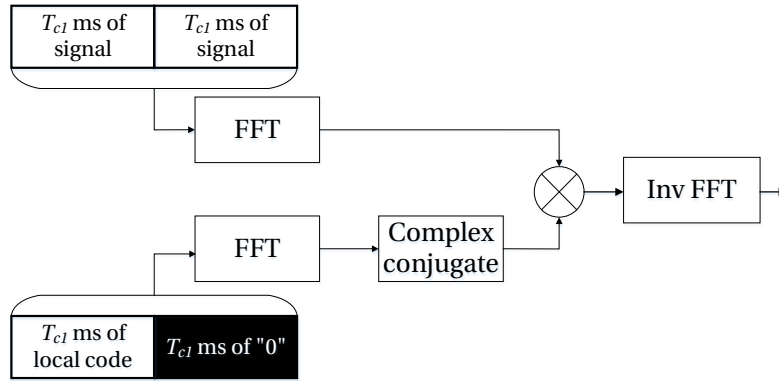 T_c1 ms of
signal
T_c1 ms of
signal
FFT
Inv FFT
FFT
Complex
conjugate
T_c1 ms of
local code
T_c1 ms of "0"